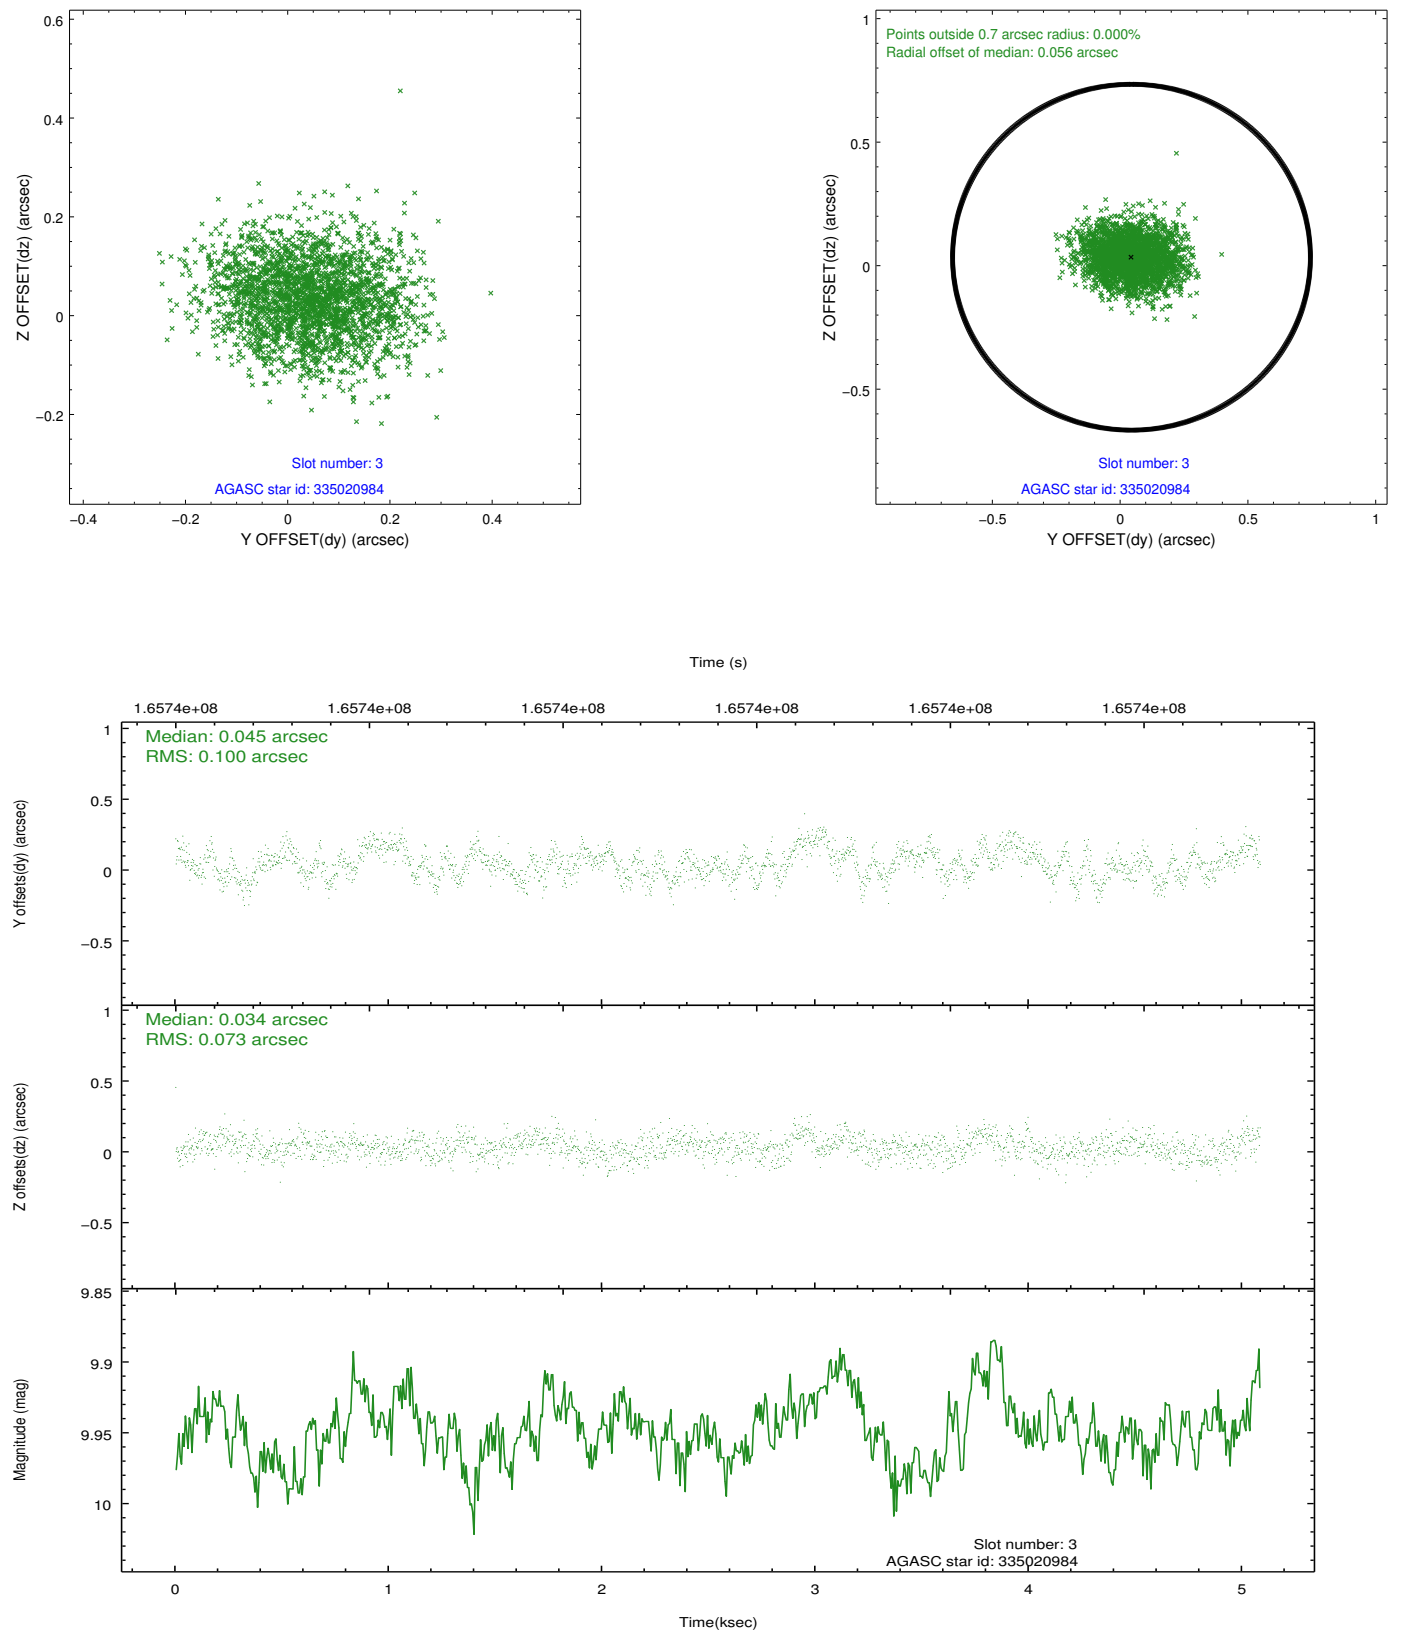 0.6
0.4
0.2
0
−0.2
−0.4
−0.2
0
0.2
0.4
Z OFFSET(dz) (arcsec)
Y OFFSET(dy) (arcsec)
Slot number: 3
AGASC star id: 335020984
Points outside 0.7 arcsec radius: 0.000%
Radial offset of median: 0.056 arcsec
1
0.5
0
−0.5
−0.5
0
0.5
1
Z OFFSET(dz) (arcsec)
Y OFFSET(dy) (arcsec)
Slot number: 3
AGASC star id: 335020984
Time (s)
1.6574e+08 1.6574e+08 1.6574e+08 1.6574e+08 1.6574e+08 1.6574e+08
Median: 0.045 arcsec
RMS: 0.100 arcsec
1
0.5
0
−0.5
Y offsets(dy) (arcsec)
Median: 0.034 arcsec
RMS: 0.073 arcsec
1
0.5
0
−0.5
Z offsets(dz) (arcsec)
9.85
9.9
9.95
10
Magnitude (mag)
Slot number: 3
AGASC star id: 335020984
0 1 2 3 4 5
Time(ksec)